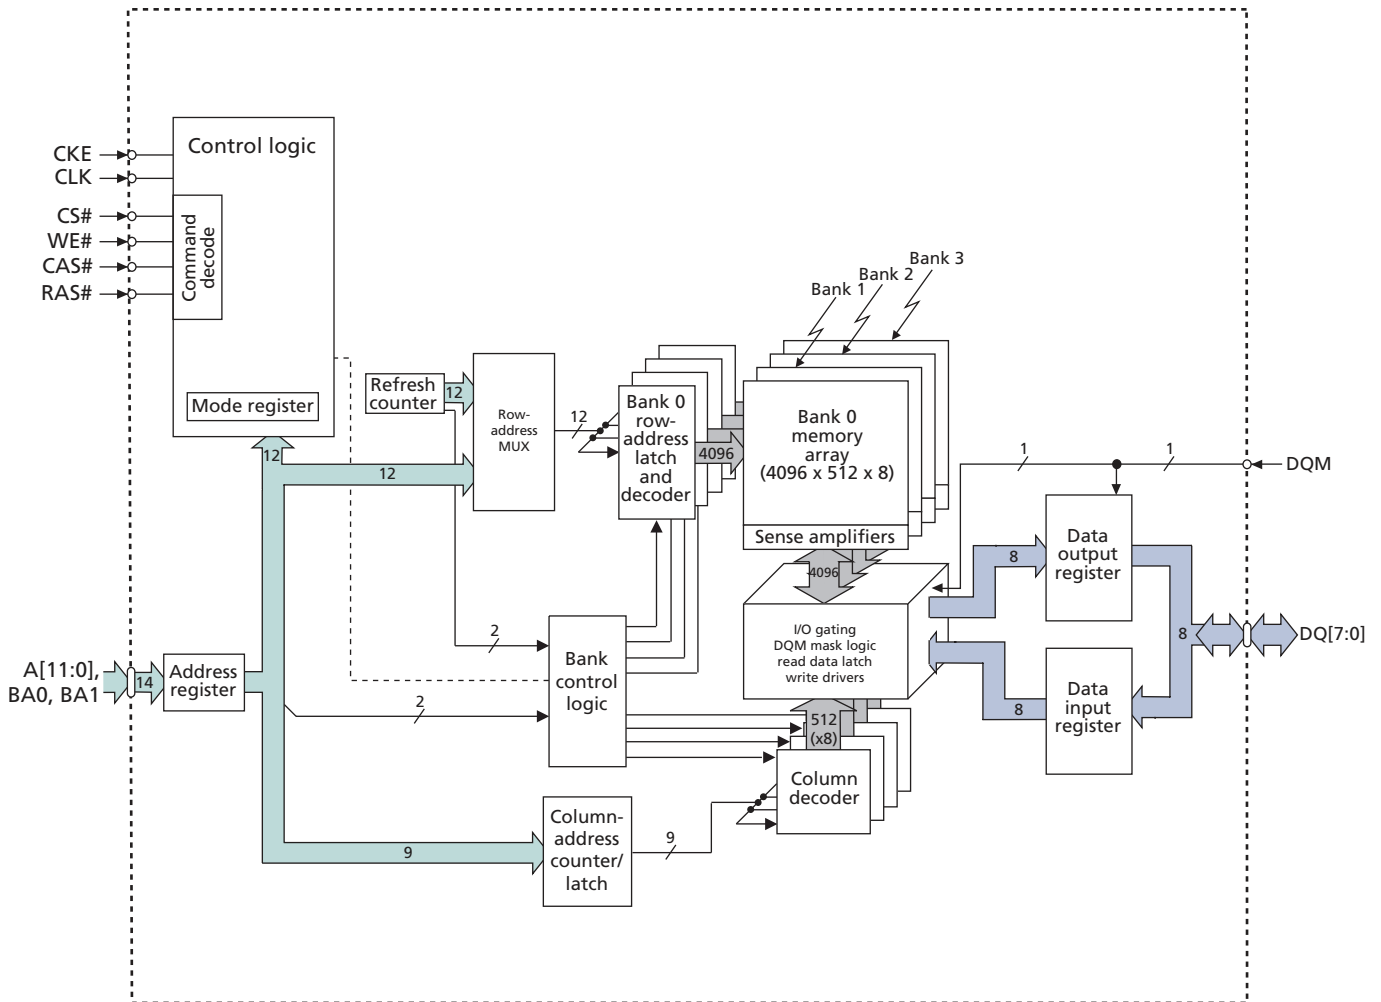 Control logic
CKE
CLK
CS#
WE#
CAS#
RAS#
Command
decode
Mode register
Refresh
counter
12
12
12
Row-
address
MUX
12
Bank 0
row-
address
latch
and
decoder
4096
Bank 1
Bank 2
Bank 3
Bank 0
memory
array
(4096 x 512 x 8)
Sense amplifiers
4096
I/O gating
DQM mask logic
read data latch
write drivers
1
1
DQM
Data
output
register
8
8
8
DQ[7:0]
Data
input
register
A[11:0],
BA0, BA1
14
Address
register
2
2
Bank
control
logic
512
(x8)
Column
decoder
Column-
address
counter/
latch
9
9